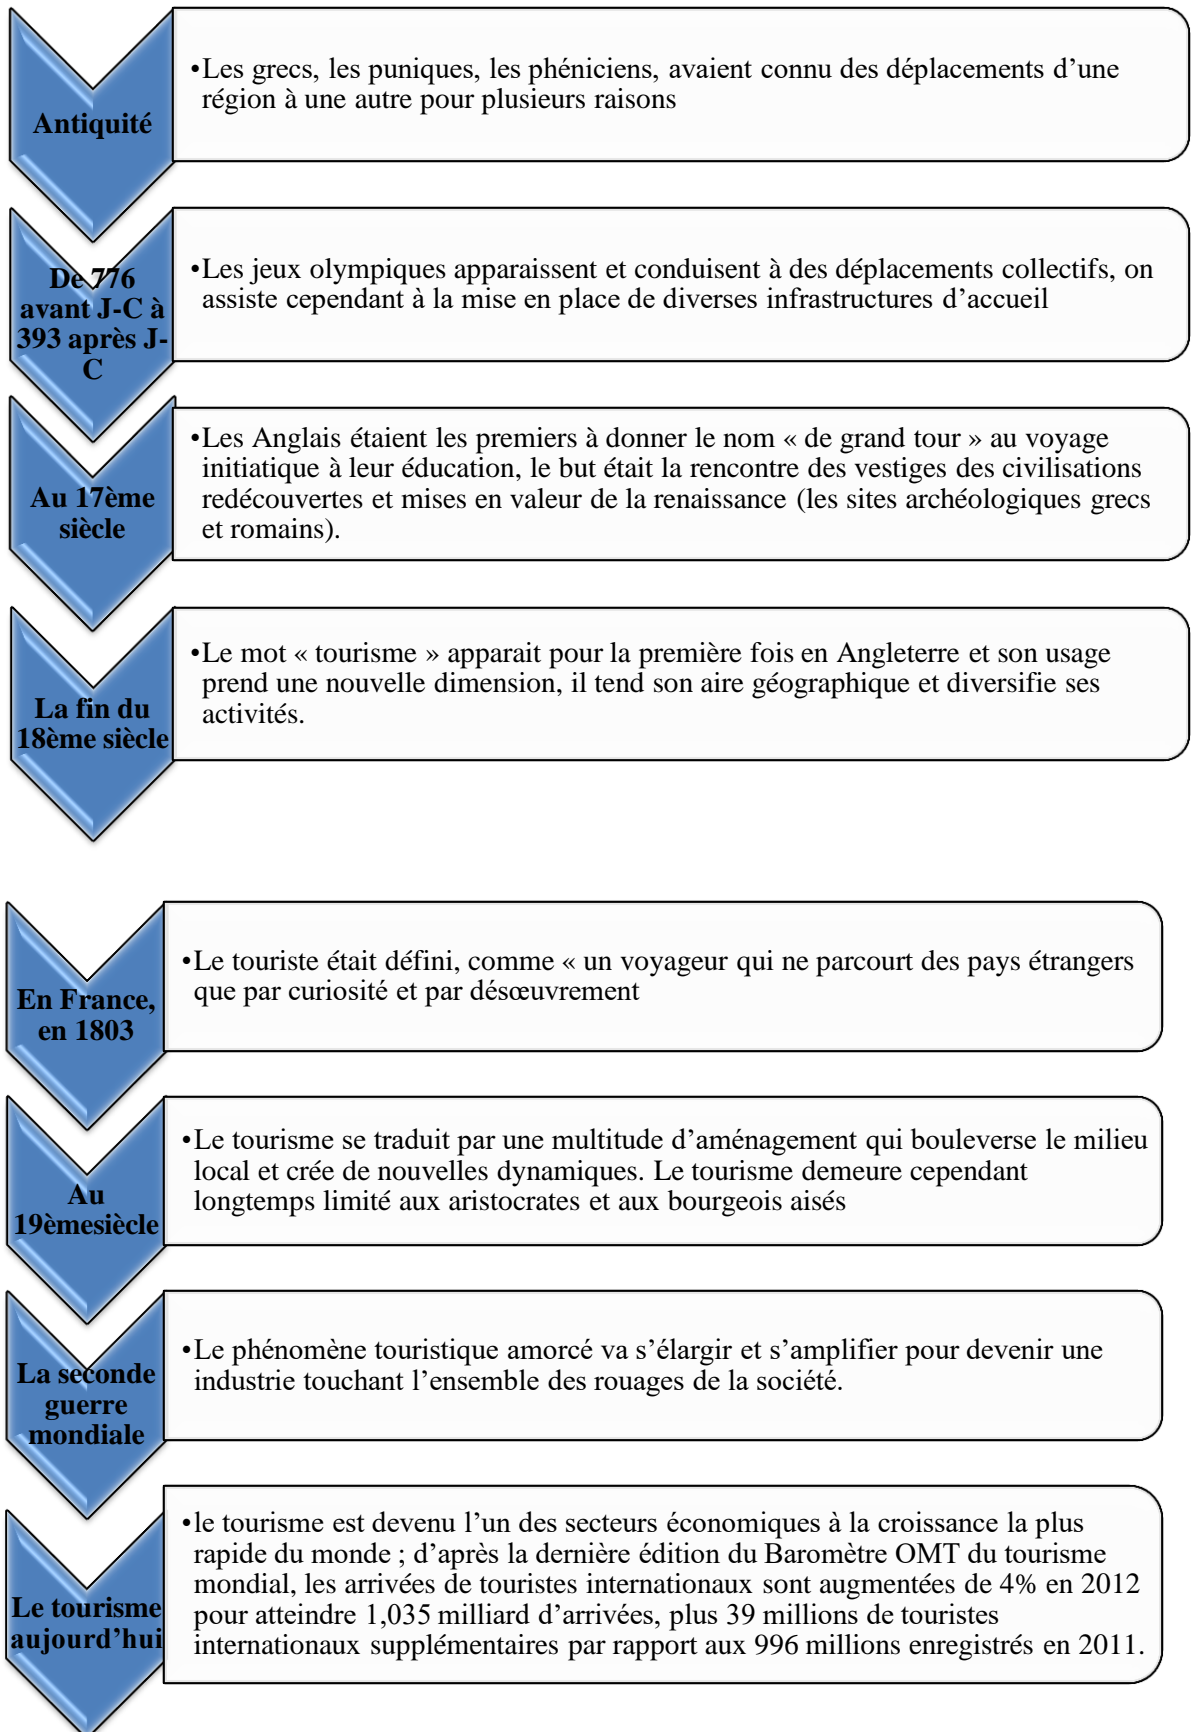 Antiquité
•Les grecs, les puniques, les phéniciens, avaient connu des déplacements d’une
région à une autre pour plusieurs raisons
De 776
avant J-C à
393 après J-
C
•Les jeux olympiques apparaissent et conduisent à des déplacements collectifs, on
assiste cependant à la mise en place de diverses infrastructures d’accueil
Au 17ème
siècle
•Les Anglais étaient les premiers à donner le nom « de grand tour » au voyage
initiatique à leur éducation, le but était la rencontre des vestiges des civilisations
redécouvertes et mises en valeur de la renaissance (les sites archéologiques grecs
et romains).
La fin du
18ème siècle
•Le mot « tourisme » apparait pour la première fois en Angleterre et son usage
prend une nouvelle dimension, il tend son aire géographique et diversifie ses
activités.
En France,
en 1803
•Le touriste était défini, comme « un voyageur qui ne parcourt des pays étrangers
que par curiosité et par désœuvrement
Au
19èmesiècle
•Le tourisme se traduit par une multitude d’aménagement qui bouleverse le milieu
local et crée de nouvelles dynamiques. Le tourisme demeure cependant
longtemps limité aux aristocrates et aux bourgeois aisés
La seconde
guerre
mondiale
•Le phénomène touristique amorcé va s’élargir et s’amplifier pour devenir une
industrie touchant l’ensemble des rouages de la société.
Le tourisme
aujourd’hui
•le tourisme est devenu l’un des secteurs économiques à la croissance la plus
rapide du monde ; d’après la dernière édition du Baromètre OMT du tourisme
mondial, les arrivées de touristes internationaux sont augmentées de 4% en 2012
pour atteindre 1,035 milliard d’arrivées, plus 39 millions de touristes
internationaux supplémentaires par rapport aux 996 millions enregistrés en 2011.